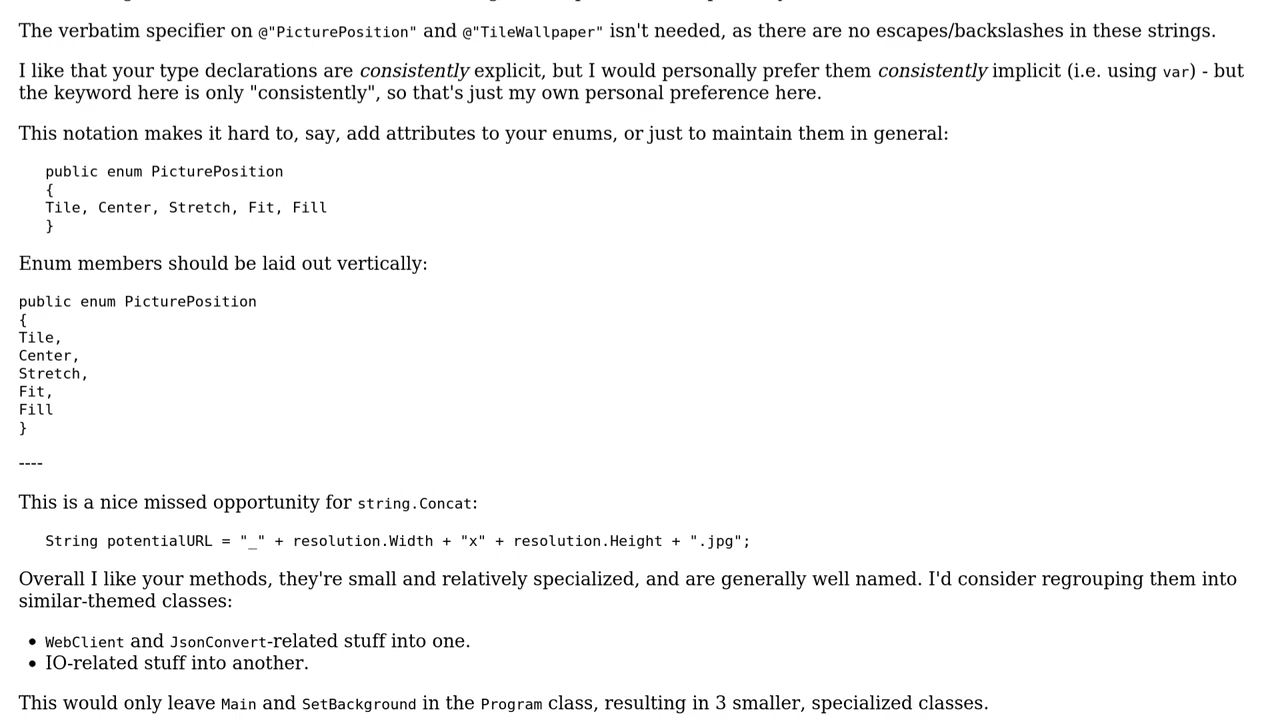 The verbatim specifier on @"PicturePosition" and @"TileWallpaper" isn't needed, as there are no escapes/backslashes in these strings.
I like that your type declarations are consistently explicit, but I would personally prefer them consistently implicit (i.e. using var) - but
the keyword here is only "consistently", so that's just my own personal preference here.
This notation makes it hard to, say, add attributes to your enums, or just to maintain them in general:
public enum PicturePosition
{
Tile, Center, Stretch, Fit, Fill
}
Enum members should be laid out vertically:
public enum PicturePosition
{
Tile,
Center,
Stretch,
Fit,
Fill
}
----
This is a nice missed opportunity for string.Concat:
String potentialURL = "_" + resolution.Width + "x" + resolution.Height + ".jpg";
Overall I like your methods, they're small and relatively specialized, and are generally well named. I'd consider regrouping them into
similar-themed classes:
• WebClient and JsonConvert-related stuff into one.
• IO-related stuff into another.
This would only leave Main and SetBackground in the Program class, resulting in 3 smaller, specialized classes.